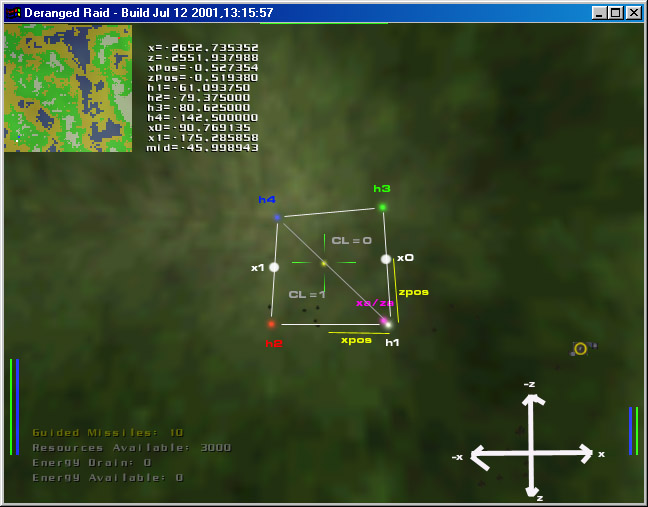 Deranged Raid - Build Jul 12 2001,13:15:57
x=-2652.735352
z=-2551.937988
xpos=-0.527354
zpos=-0.519380
h1=-61.093750
h2=-79.375000
h3=-80.625000
h4=-142.500000
x0=-90.769135
x1=-175.285858
mid=-45.998943
h3
h4
CL=0
x0
x1
CL=1
zpos
xz/za
h2
xpos
h1
-z
Guided Missiles: 10
Resources Available: 3000
-x
x
Energy Drain: 0
Energy Available: 0
z